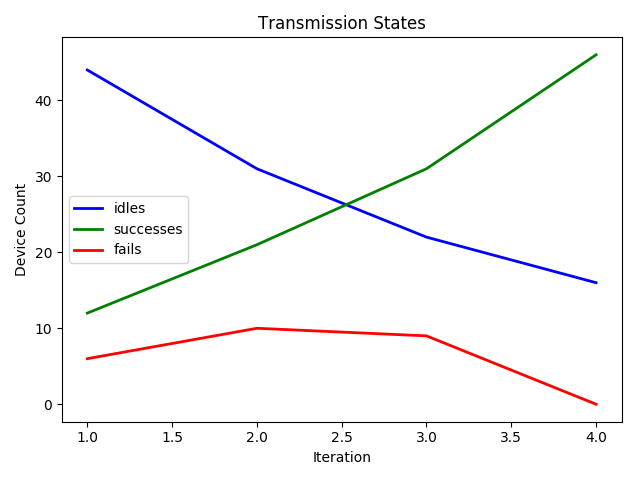 Transmission States
Device Count
40
30
20
10
0
idles
successes
fails
1.0 1.5 2.0 2.5 3.0 3.5 4.0
Iteration